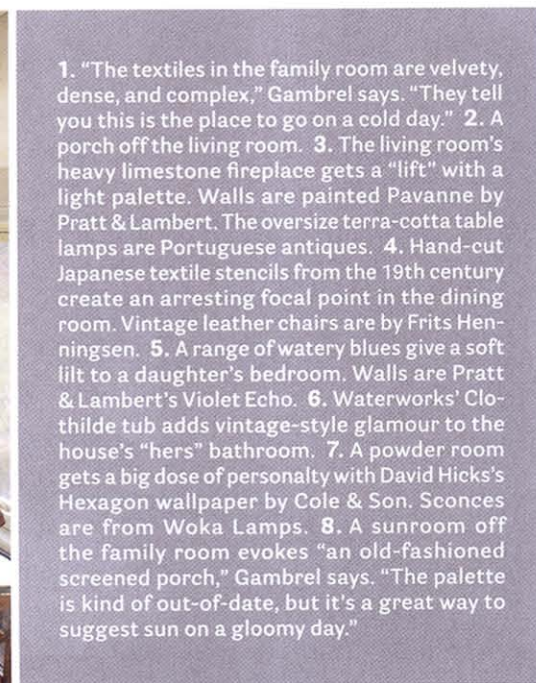 1. “The textiles in the family room are velvety,
dense, and complex,” Gambrel says. “They tell
you this is the place to go on a cold day.” 2. A
porch off the living room. 3. The living room’s
heavy limestone fireplace gets a “lift” with a
light palette. Walls are painted Pavanne by
Pratt & Lambert. The oversize terra-cotta table
lamps are Portuguese antiques. 4. Hand-cut
Japanese textile stencils from the 19th century
create an arresting focal point in the dining
room. Vintage leather chairs are by Frits Hen-
ningsen. 5. A range of watery blues give a soft
lilt to a daughter’s bedroom. Walls are Pratt
& Lambert’s Violet Echo. 6. Waterworks’ Clo-
thilde tub adds vintage-style glamour to the
house’s “hers” bathroom. 7. A powder room
gets a big dose of personalty with David Hicks’s
Hexagon wallpaper by Cole & Son. Sconces
are from Woka Lamps. 8. A sunroom off
the family room evokes “an old-fashioned
screened porch,” Gambrel says. “The palette
is kind of out-of-date, but it’s a great way to
suggest sun on a gloomy day.”